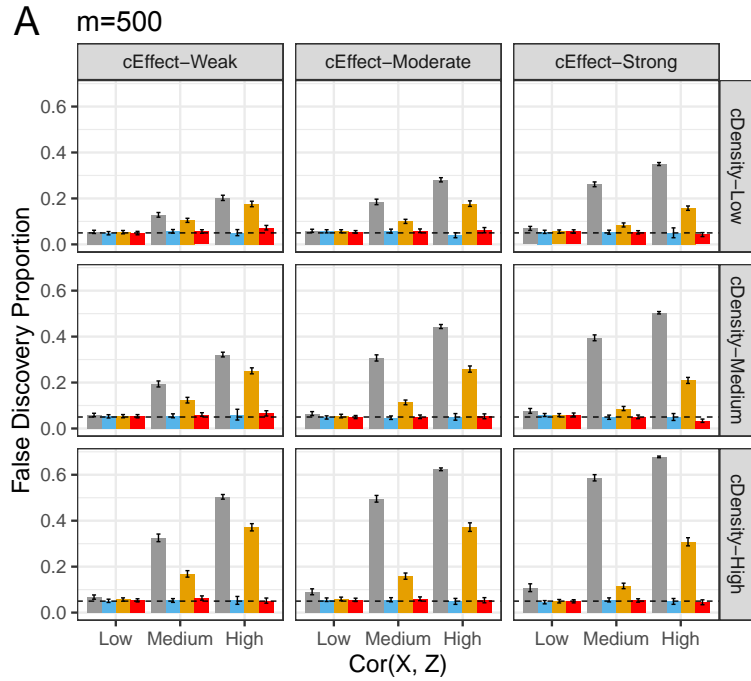 A m=500
cEffect−Weak cEffect−Moderate cEffect−Strong
False Discovery Proportion
0.6
0.4
0.2
0.0
cDensity−Low
0.6
0.4
0.2
0.0
cDensity−Medium
0.6
0.4
0.2
0.0
cDensity−High
Low Medium High Low Medium High Low Medium High
Cor(X, Z)